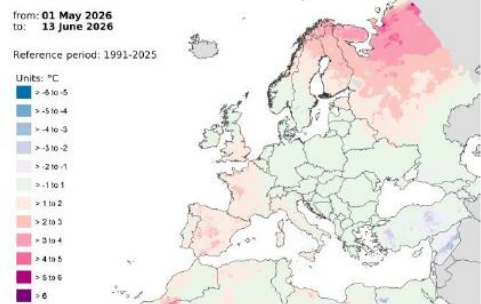 from: 01 May 2026
to: 13 June 2026
Reference period: 1991-2025
Units: °C
> -6 to -5
> -5 to -4
> -4 to -3
> -3 to -2
> -2 to -1
> -1 to 1
> 1 to 2
> 2 to 3
> 3 to 4
> 4 to 5
> 5 to 6
> 6